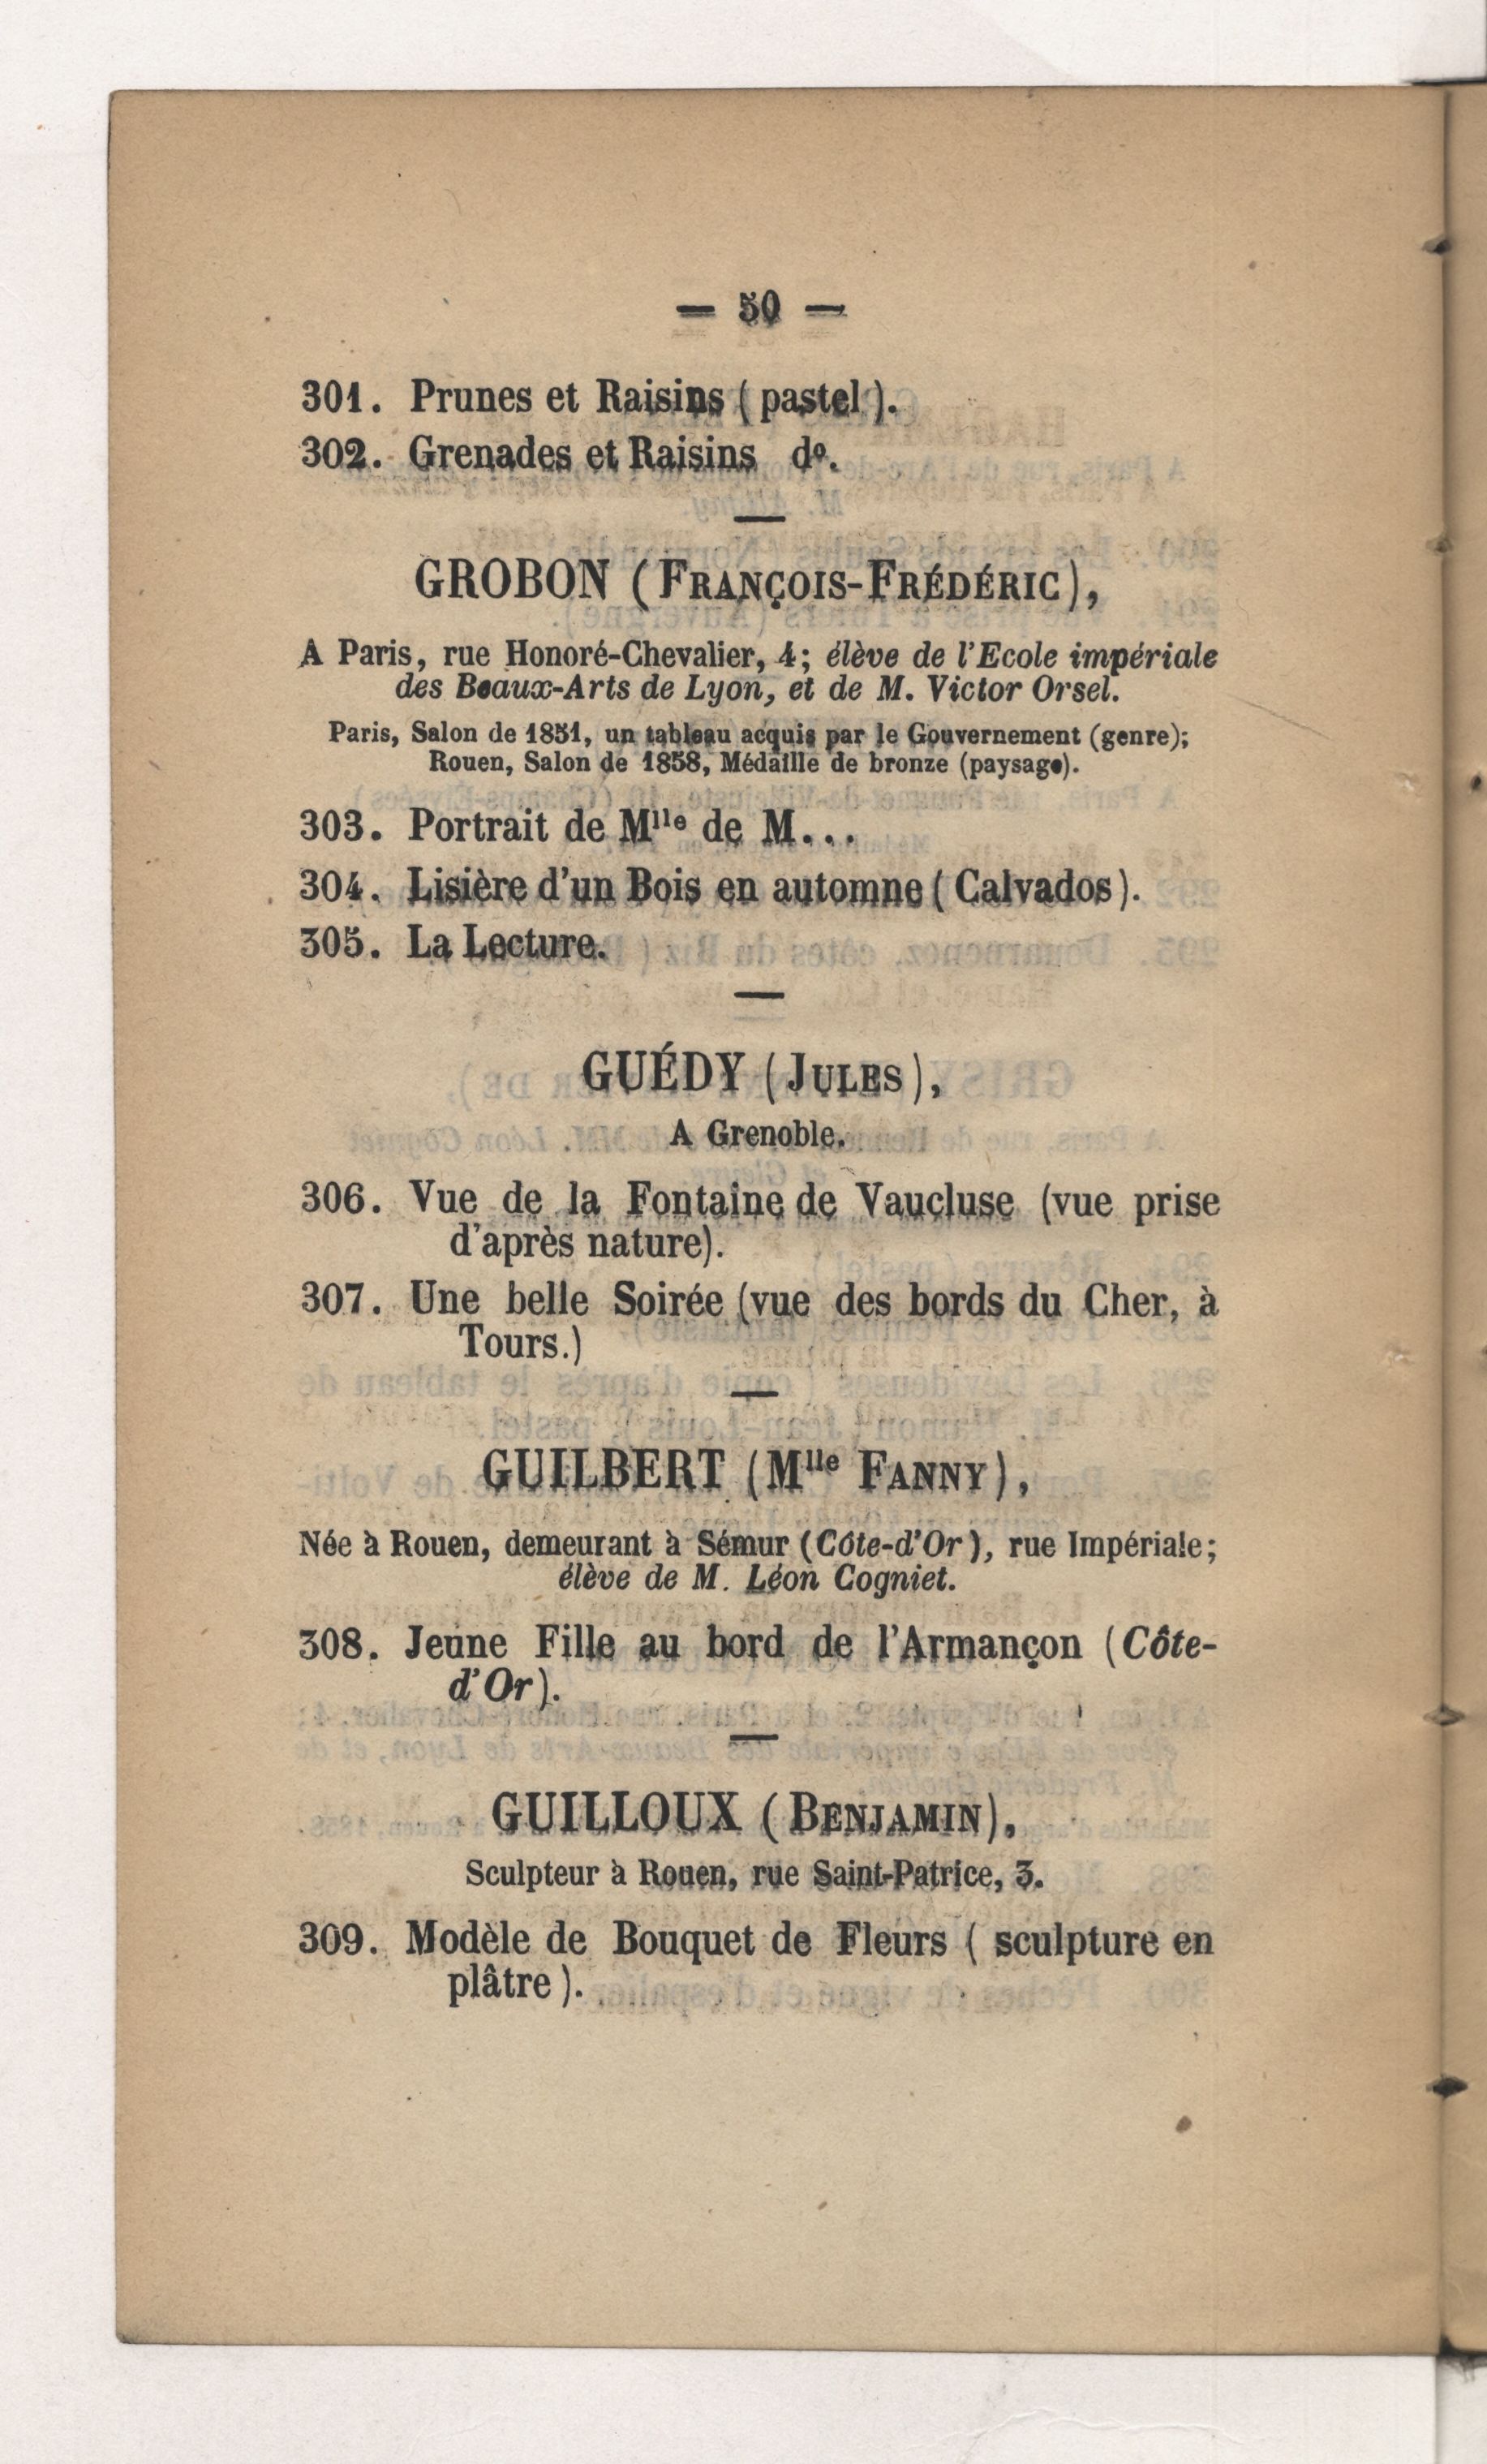 — 50 —
301. Prunes et Raisins ( pastel ).
302. Grenades et Raisins dº.
GROBON ( FRANÇOIS-FRÉDÉRIC ),
A Paris, rue Honoré-Chevalier, 4; élève de l'Ecole impériale
des Beaux-Arts de Lyon, et de M. Victor Orsel.
Paris, Salon de 1851, un tableau acquis par le Gouvernement (genre);
Rouen, Salon de 1858, Médaille de bronze (paysage).
303. Portrait de Mlle de M...
304. Lisière d'un Bois en automne ( Calvados ).
305. La Lecture.
GUÉDY ( JULES ),
A Grenoble.
306. Vue de la Fontaine de Vaucluse (vue prise
d'après nature).
307. Une belle Soirée (vue des bords du Cher, à
Tours.)
GUILBERT ( Mlle FANNY ),
Née à Rouen, demeurant à Sémur (Côte-d'Or ), rue Impériale;
élève de M. Léon Cogniet.
308. Jeune Fille au bord de l'Armançon (Côte-
d'Or ).
GUILLOUX ( BENJAMIN ),
Sculpteur à Rouen, rue Saint-Patrice, 3.
309. Modèle de Bouquet de Fleurs ( sculpture en
plâtre ).